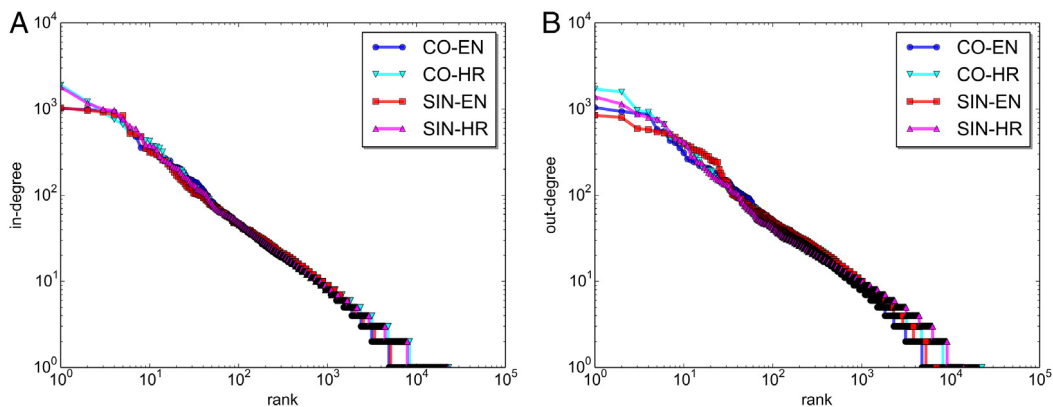 A
10^4
10^3
10^2
10^1
10^0
in-degree
CO-EN
CO-HR
SIN-EN
SIN-HR
10^0 10^1 10^2 10^3 10^4 10^5
rank
B
10^4
10^3
10^2
10^1
10^0
out-degree
CO-EN
CO-HR
SIN-EN
SIN-HR
10^0 10^1 10^2 10^3 10^4 10^5
rank